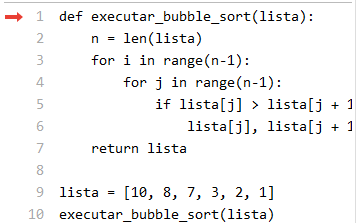 1 def executar_bubble_sort(lista):
2 n = len(lista)
3 for i in range(n-1):
4 for j in range(n-1):
5 if lista[j] > lista[j + 1
6 lista[j], lista[j + 1
7 return lista
8
9 lista = [10, 8, 7, 3, 2, 1]
10 executar_bubble_sort(lista)